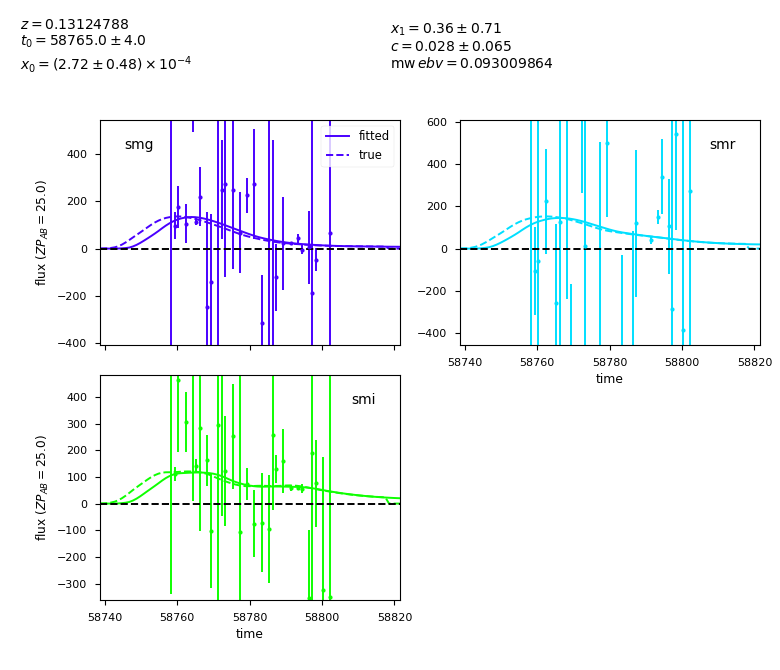 z = 0.13124788
t₀ = 58765.0 ± 4.0
x₀ = (2.72 ± 0.48) × 10⁻⁴
x₁ = 0.36 ± 0.71
c = 0.028 ± 0.065
mw ebv = 0.093009864
smg
fitted
true
400
200
0
−200
−400
flux (ZP_AB = 25.0)
smr
600
400
200
0
−200
−400
58740 58760 58780 58800 58820
time
smi
400
300
200
100
0
−100
−200
−300
flux (ZP_AB = 25.0)
58740 58760 58780 58800 58820
time